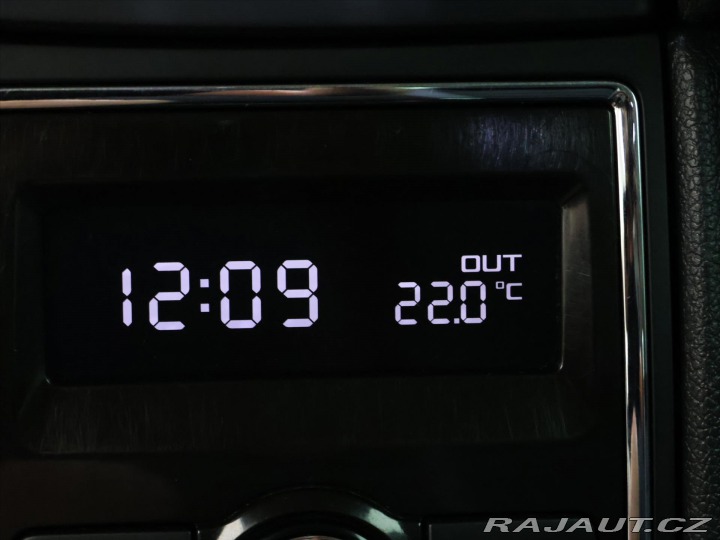 12:09
OUT
22.0 °C
RAJAUT.CZ